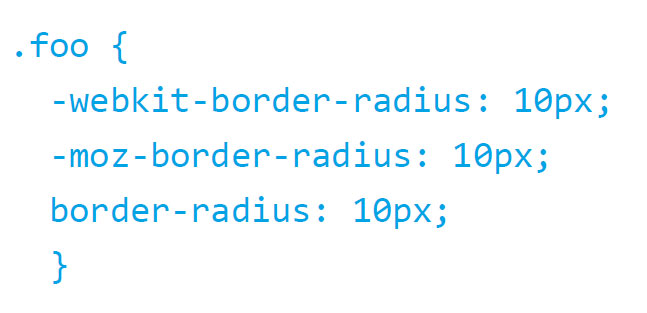 .foo {
  -webkit-border-radius: 10px;
  -moz-border-radius: 10px;
  border-radius: 10px;
  }